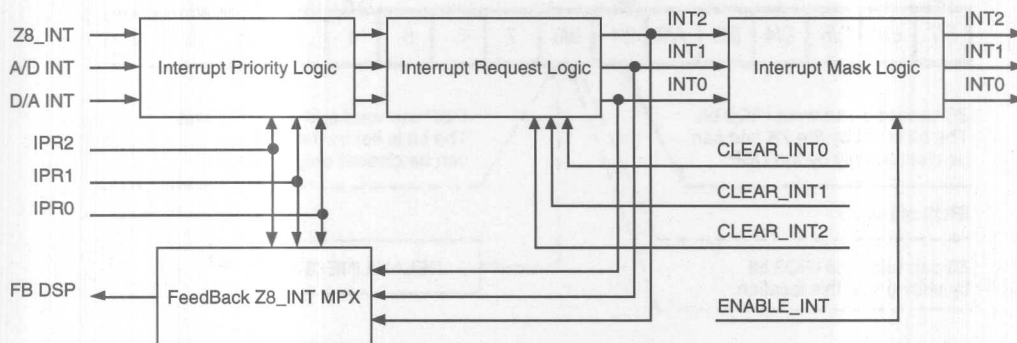 Z8_INT
A/D INT
D/A INT
IPR2
IPR1
IPR0
FB DSP
Interrupt Priority Logic
Interrupt Request Logic
INT2
INT1
INT0
Interrupt Mask Logic
INT2
INT1
INT0
CLEAR_INT0
CLEAR_INT1
CLEAR_INT2
ENABLE_INT
FeedBack Z8_INT MPX